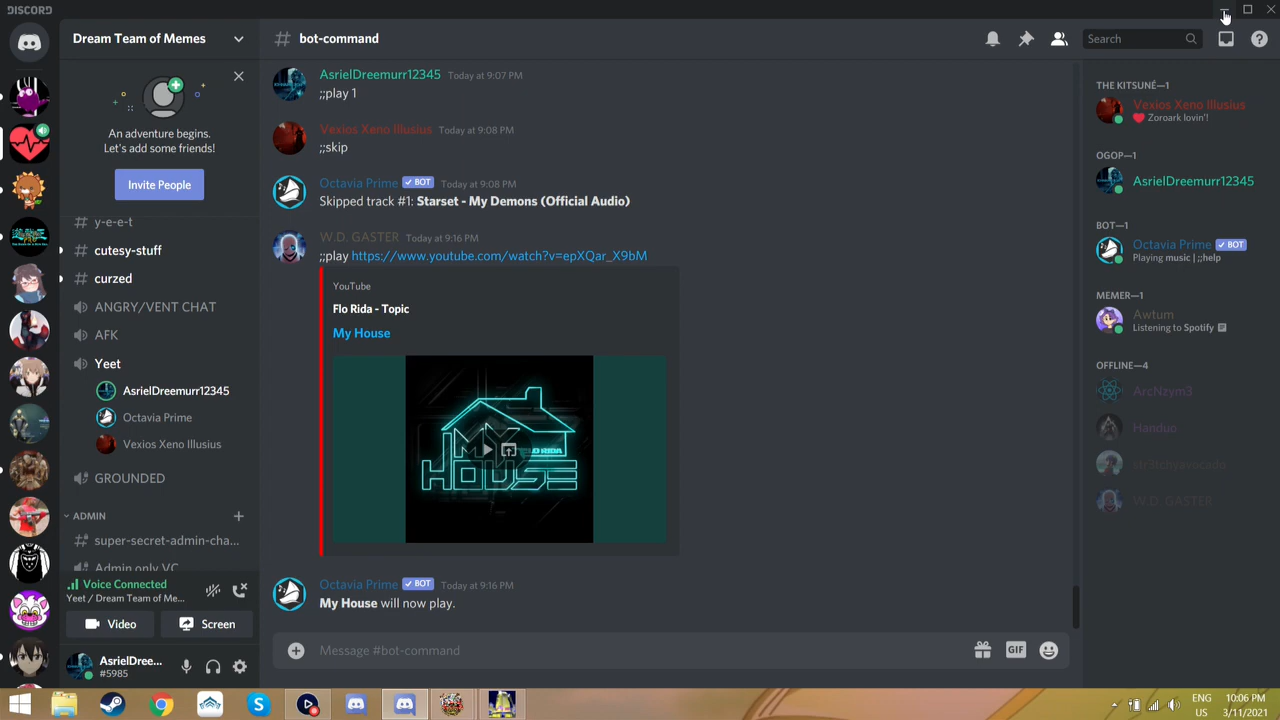 DISCORD
Dream Team of Memes
An adventure begins.
Let's add some friends!
Invite People
y-e-e-t
cutesy-stuff
curzed
ANGRY/VENT CHAT
AFK
Yeet
AsrielDreemurr12345
Octavia Prime
Vexios Xeno Illusius
GROUNDED
ADMIN
super-secret-admin-cha...
Admin only VC
Voice Connected
Yeet / Dream Team of Me...
Video
Screen
AsrielDree...
#5985
# bot-command
Search
AsrielDreemurr12345 Today at 9:07 PM
;;play 1
Vexios Xeno Illusius Today at 9:08 PM
;;skip
Octavia Prime BOT Today at 9:08 PM
Skipped track #1: Starset - My Demons (Official Audio)
W.D. GASTER Today at 9:16 PM
;;play https://www.youtube.com/watch?v=epXQar_X9bM
YouTube
Flo Rida - Topic
My House
MY
FLO RIDA
HOUSE
Octavia Prime BOT Today at 9:16 PM
My House will now play.
Message #bot-command
GIF
THE KITSUNÉ—1
Vexios Xeno Illusius
Zoroark lovin'!
OGOP—1
AsrielDreemurr12345
BOT—1
Octavia Prime BOT
Playing music | ;;help
MEMER—1
Awtum
Listening to Spotify
OFFLINE—4
ArcNzym3
Handuo
W.D. GASTER
ENG
US
10:06 PM
3/11/2021